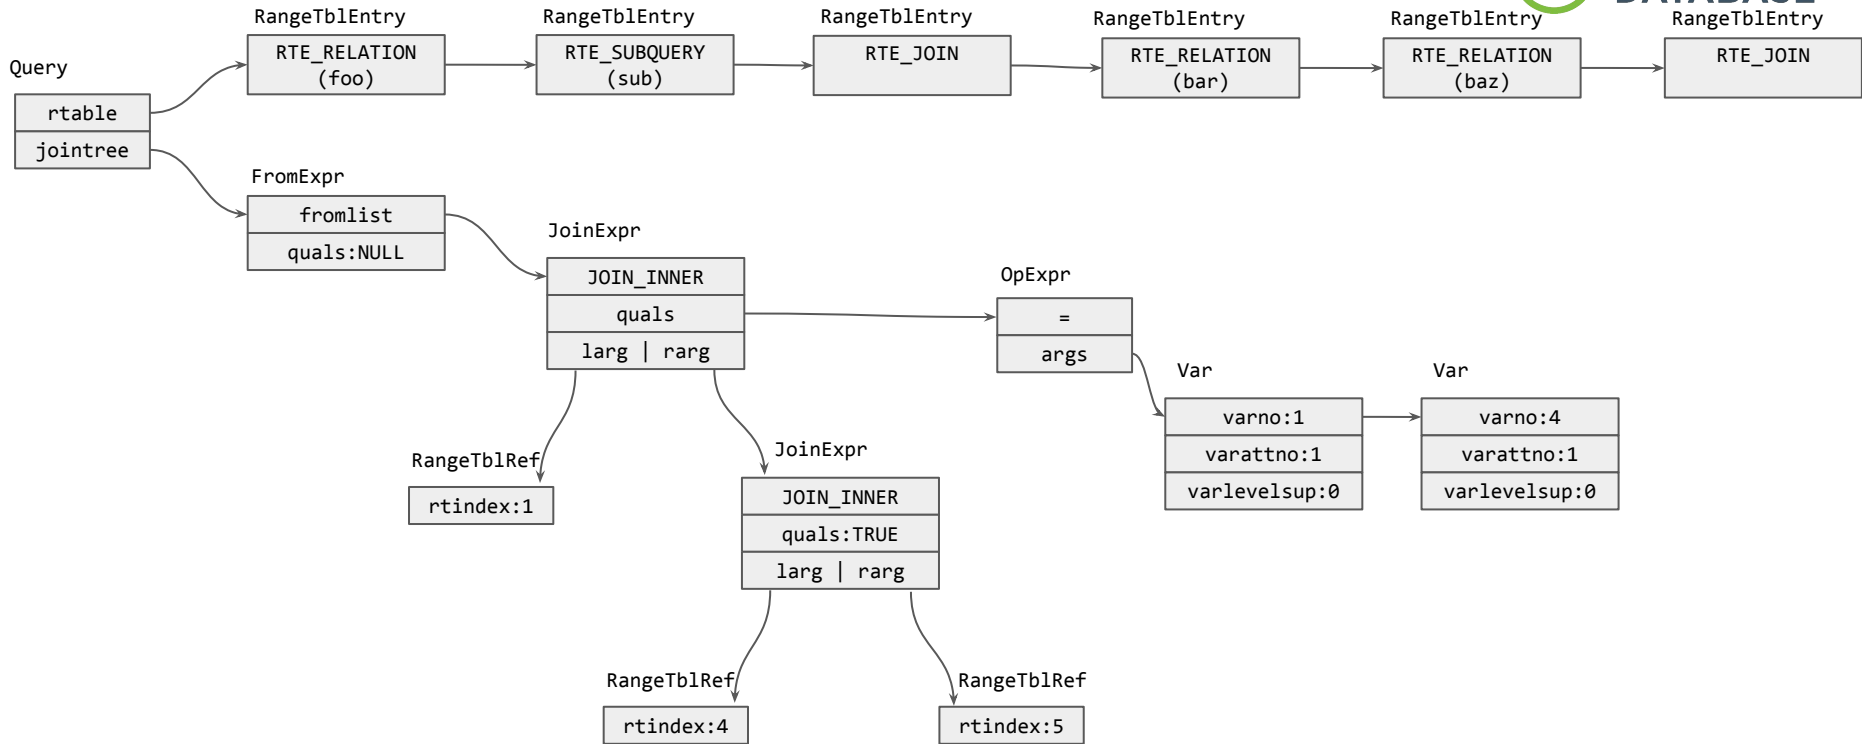 RangeTblEntry RangeTblEntry RangeTblEntry RangeTblEntry RangeTblEntry RangeTblEntry
DATABASE
RTE_RELATION
(foo)
RTE_SUBQUERY
(sub)
RTE_JOIN
RTE_RELATION
(bar)
RTE_RELATION
(baz)
RTE_JOIN
Query
rtable
jointree
FromExpr
fromlist
quals:NULL
JoinExpr
JOIN_INNER
quals
larg | rarg
OpExpr
=
args
Var
varno:1
varattno:1
varlevelsup:0
Var
varno:4
varattno:1
varlevelsup:0
RangeTblRef
rtindex:1
JoinExpr
JOIN_INNER
quals:TRUE
larg | rarg
RangeTblRef
rtindex:4
RangeTblRef
rtindex:5